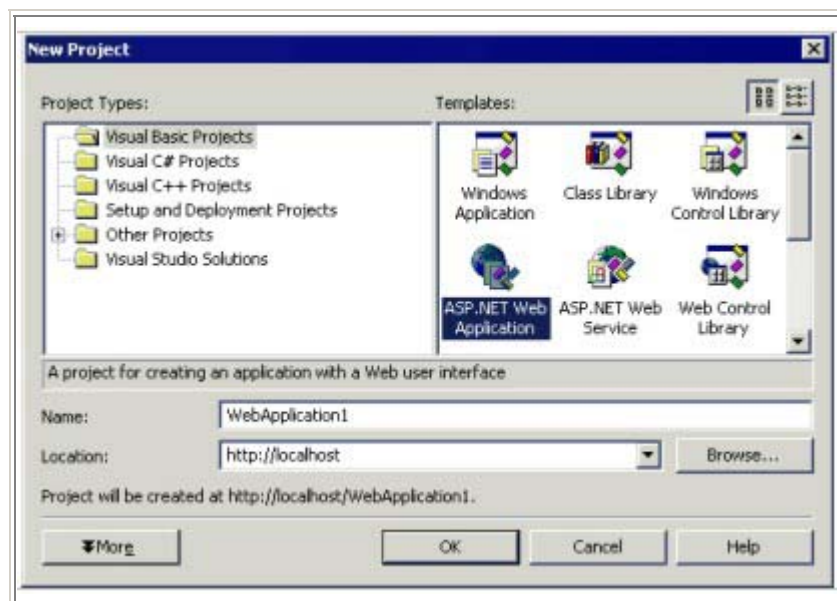 New Project
Project Types:
Templates:
Visual Basic Projects
Visual C# Projects
Visual C++ Projects
Setup and Deployment Projects
Other Projects
Visual Studio Solutions
Windows
Application
Class Library
Windows
Control Library
ASP.NET Web
Application
ASP.NET Web
Service
Web Control
Library
A project for creating an application with a Web user interface
Name:
WebApplication1
Location:
http://localhost
Browse...
Project will be created at http://localhost/WebApplication1.
More
OK
Cancel
Help